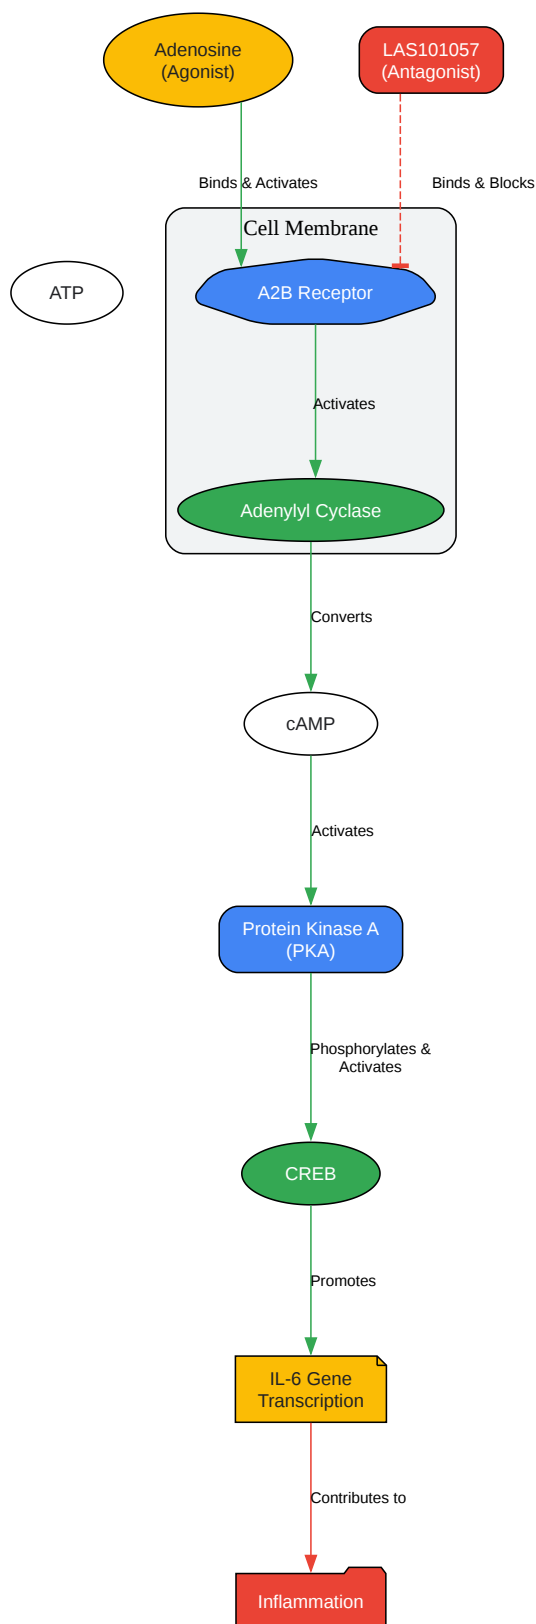 Adenosine
(Agonist)
LAS101057
(Antagonist)
Binds & Activates
Binds & Blocks
Cell Membrane
ATP
A2B Receptor
Activates
Adenylyl Cyclase
Converts
cAMP
Activates
Protein Kinase A
(PKA)
Phosphorylates &
Activates
CREB
Promotes
IL-6 Gene
Transcription
Contributes to
Inflammation